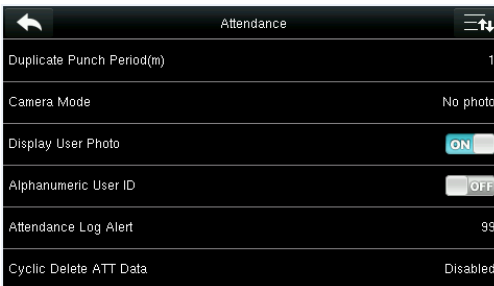 Attendance
Duplicate Punch Period(m) 1
Camera Mode No photo
Display User Photo ON
Alphanumeric User ID OFF
Attendance Log Alert 99
Cyclic Delete ATT Data Disabled